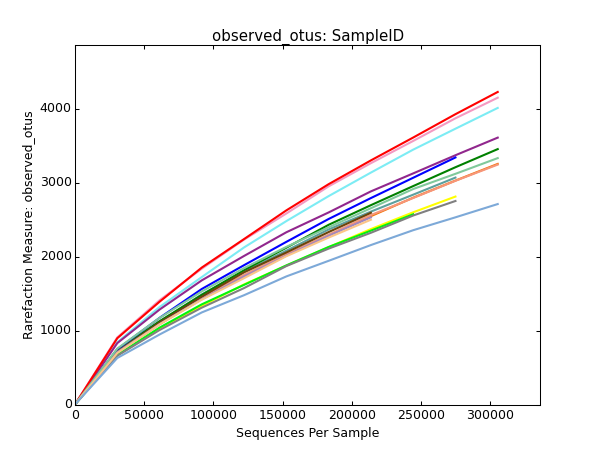 observed_otus: SampleID
Rarefaction Measure: observed_otus
4000
3000
2000
1000
0
0 50000 100000 150000 200000 250000 300000
Sequences Per Sample